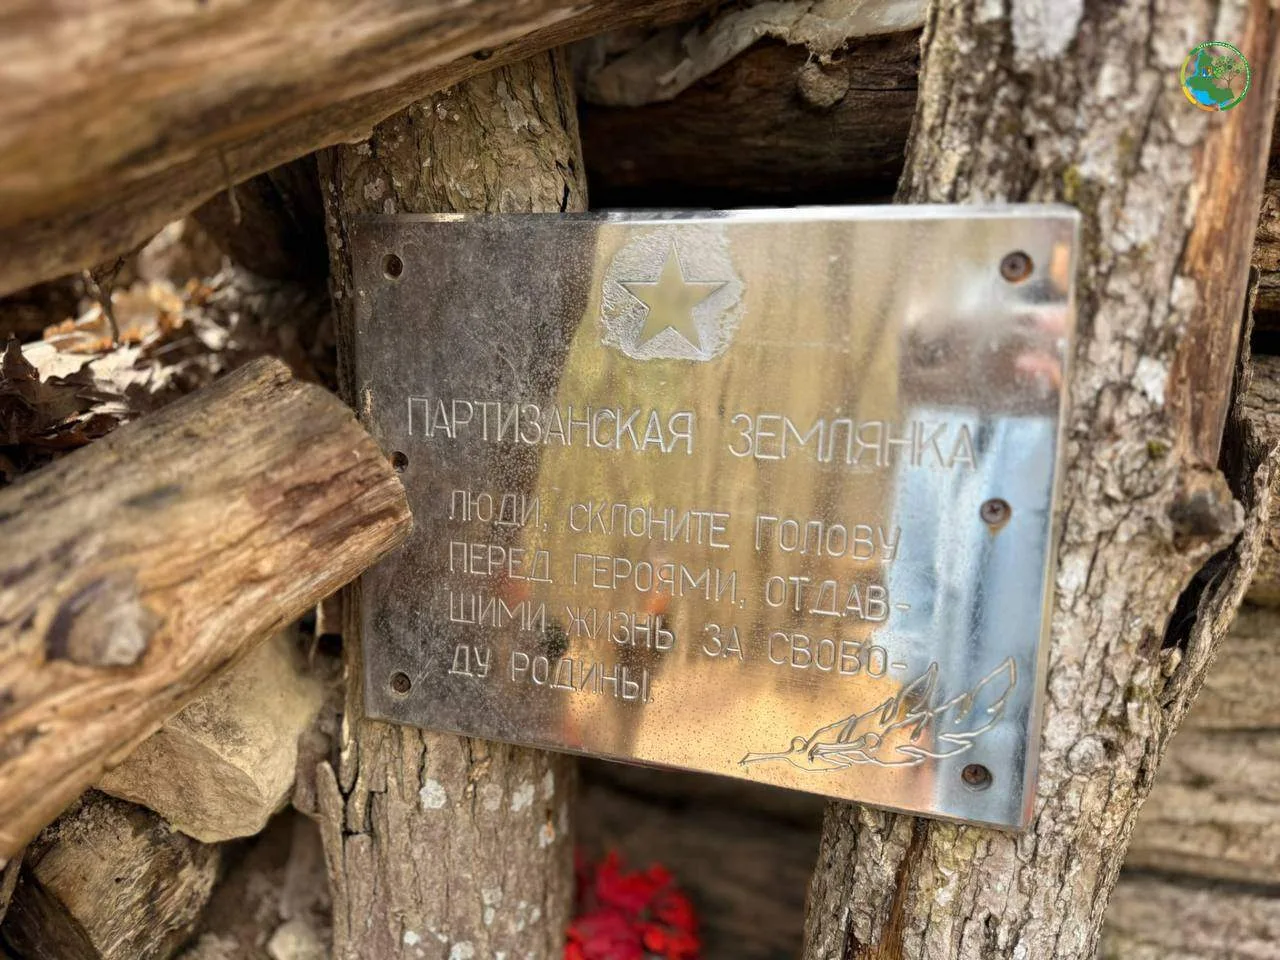 ПАРТИЗАНСКАЯ ЗЕМЛЯНКА
ЛЮДИ, СКЛОНИТЕ ГОЛОВУ
ПЕРЕД ГЕРОЯМИ, ОТДАВ-
ШИМИ ЖИЗНЬ ЗА СВОБО-
ДУ РОДИНЫ.